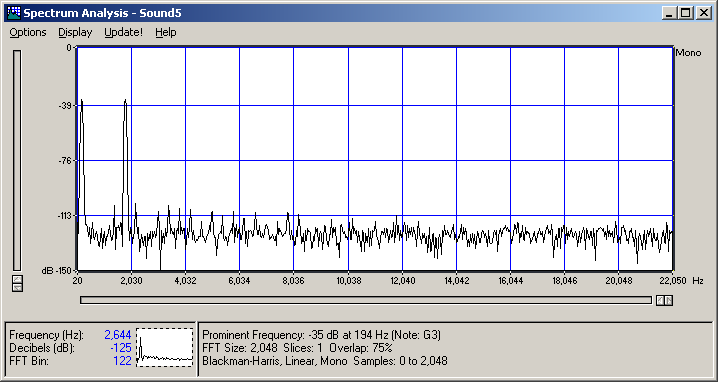 Spectrum Analysis - Sound5
Options Display Update! Help
0 Mono
-39
-76
-113
dB -150
20 2,030 4,032 6,034 8,036 10,038 12,040 14,042 16,044 18,046 20,048 22,050 Hz
Frequency (Hz): 2,644
Decibels (dB): -125
FFT Bin: 122
Prominent Frequency: -35 dB at 194 Hz (Note: G3)
FFT Size: 2,048 Slices: 1 Overlap: 75%
Blackman-Harris, Linear, Mono Samples: 0 to 2,048